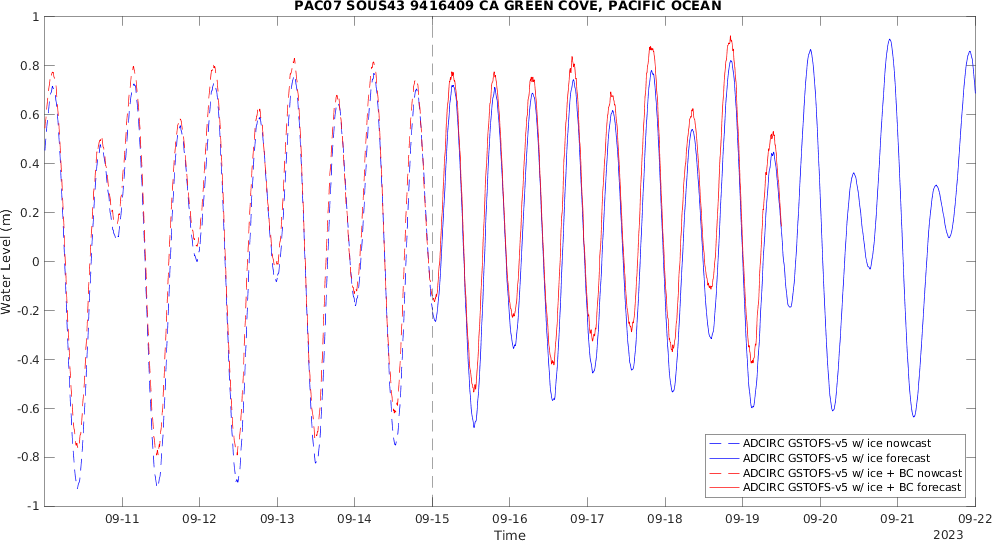 PAC07 SOUS43 9416409 CA GREEN COVE, PACIFIC OCEAN
1
0.8
0.6
0.4
0.2
0
-0.2
-0.4
-0.6
-0.8
-1
Water Level (m)
ADCIRC GSTOFS-v5 w/ ice nowcast
ADCIRC GSTOFS-v5 w/ ice forecast
ADCIRC GSTOFS-v5 w/ ice + BC nowcast
ADCIRC GSTOFS-v5 w/ ice + BC forecast
09-11 09-12 09-13 09-14 09-15 09-16 09-17 09-18 09-19 09-20 09-21 09-22
Time
2023